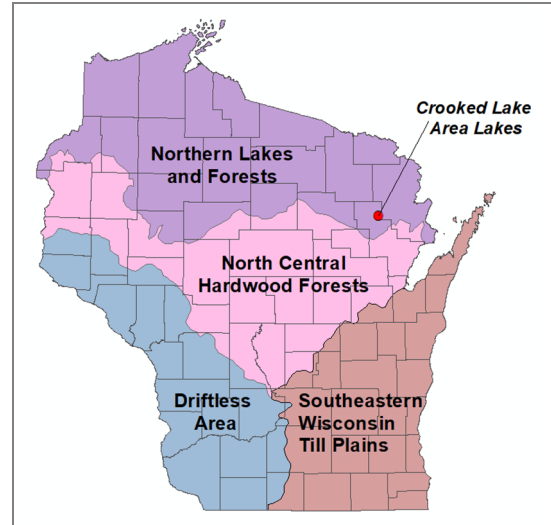 Crooked Lake
Area Lakes
Northern Lakes
and Forests
North Central
Hardwood Forests
Driftless
Area
Southeastern
Wisconsin
Till Plains